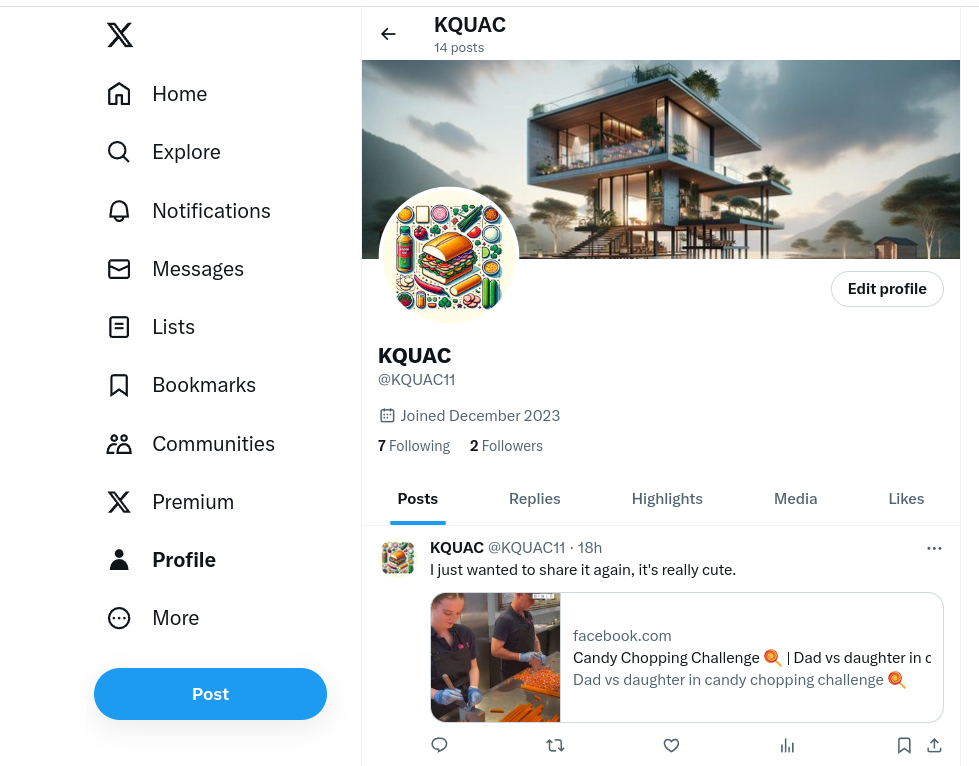 KQUAC
14 posts
Home
Explore
Notifications
Messages
Lists
Bookmarks
Communities
Premium
Profile
More
Post
Edit profile
KQUAC
@KQUAC11
Joined December 2023
7 Following 2 Followers
Posts Replies Highlights Media Likes
KQUAC @KQUAC11 · 18h
I just wanted to share it again, it's really cute.
facebook.com
Candy Chopping Challenge 🍭 | Dad vs daughter in c
Dad vs daughter in candy chopping challenge 🍭